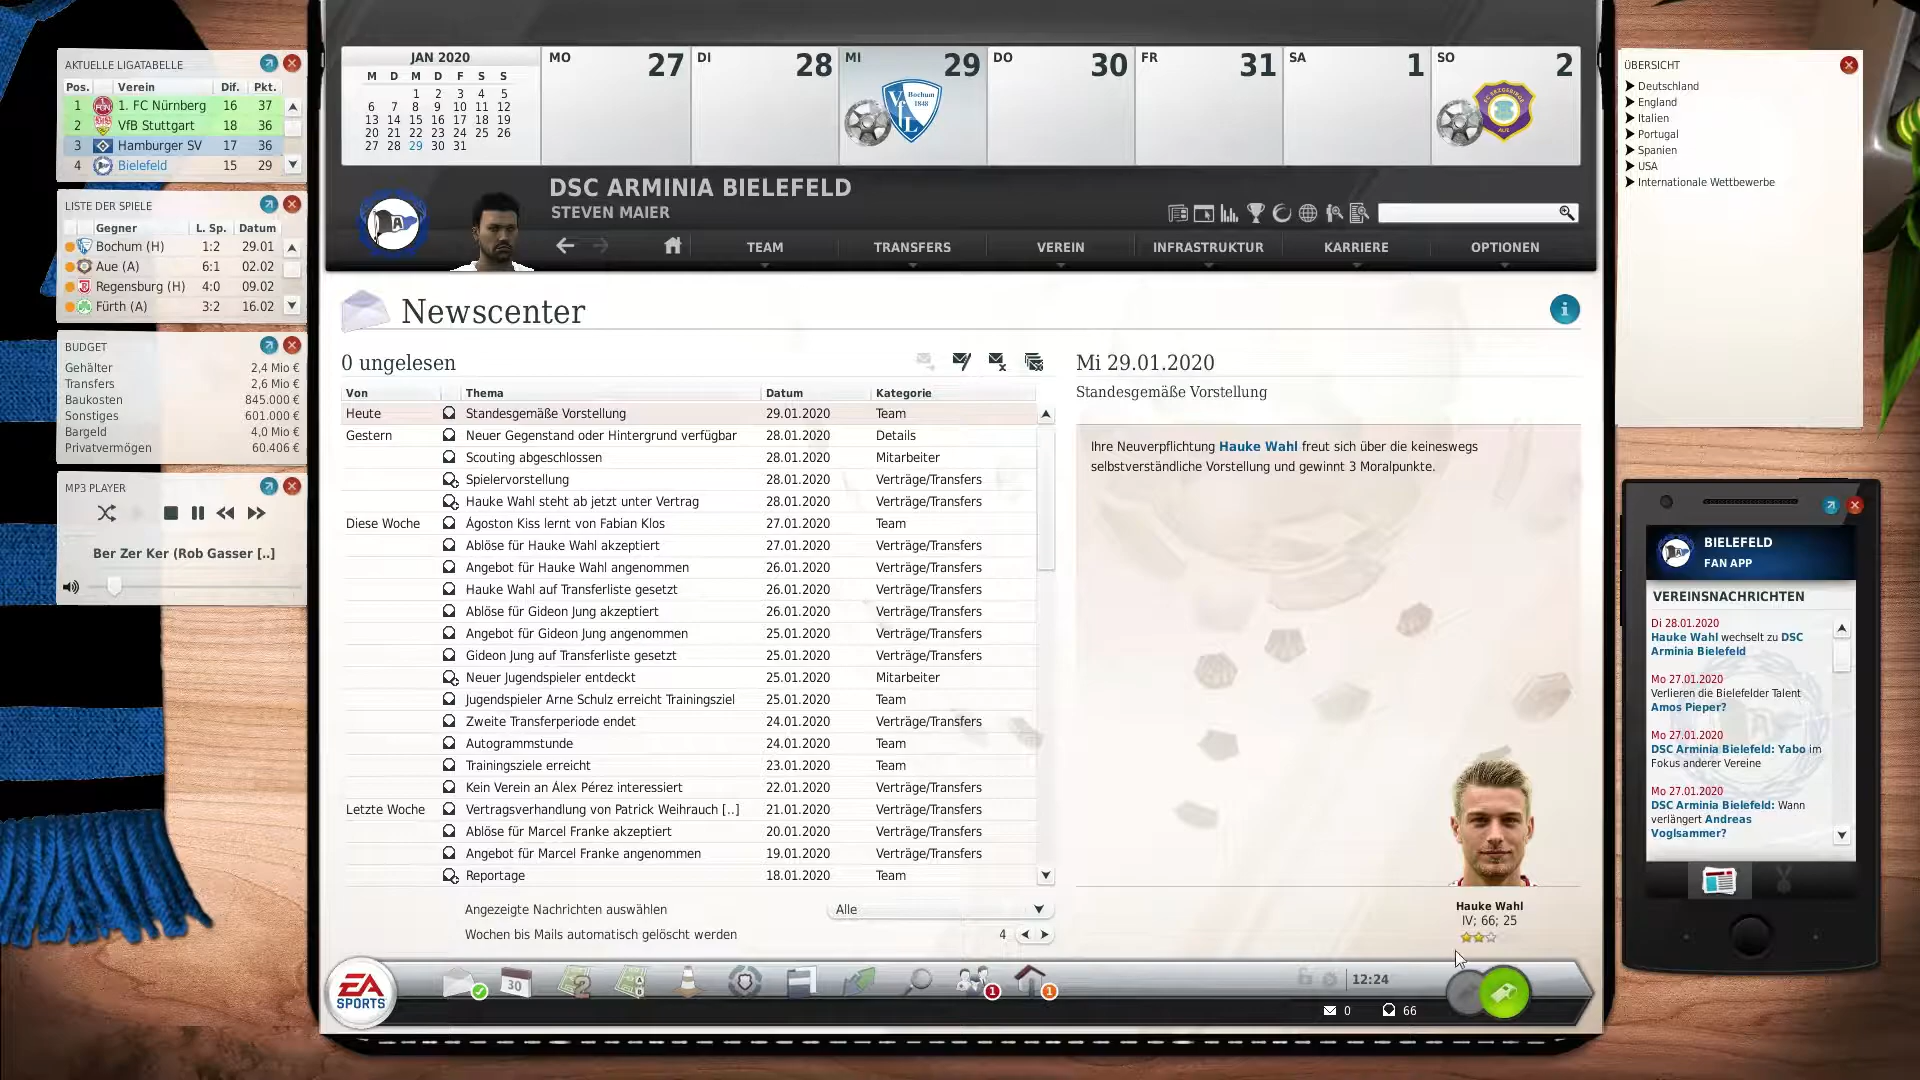 AKTUELLE LIGATABELLE
Pos. Verein Dif. Pkt.
1 1. FC Nürnberg 16 37
2 VfB Stuttgart 18 36
3 Hamburger SV 17 36
4 Bielefeld 15 29
LISTE DER SPIELE
Gegner L. Sp. Datum
Bochum (H) 1:2 29.01
Aue (A) 6:1 02.02
Regensburg (H) 4:0 09.02
Fürth (A) 3:2 16.02
BUDGET
Gehälter 2,4 Mio €
Transfers 2,6 Mio €
Baukosten 845.000 €
Sonstiges 601.000 €
Bargeld 4,0 Mio €
Privatvermögen 60.406 €
MP3 PLAYER
Ber Zer Ker (Rob Gasser [..]
JAN 2020
M D M D F S S
1 2 3 4 5
6 7 8 9 10 11 12
13 14 15 16 17 18 19
20 21 22 23 24 25 26
27 28 29 30 31
MO 27 DI 28 MI 29 DO 30 FR 31 SA 1 SO 2
VfL Bochum 1848
DSC ARMINIA BIELEFELD
STEVEN MAIER
TEAM TRANSFERS VEREIN INFRASTRUKTUR KARRIERE OPTIONEN
Newscenter
0 ungelesen
Von Thema Datum Kategorie
Heute Standesgemäße Vorstellung 29.01.2020 Team
Gestern Neuer Gegenstand oder Hintergrund verfügbar 28.01.2020 Details
Scouting abgeschlossen 28.01.2020 Mitarbeiter
Spielervorstellung 28.01.2020 Verträge/Transfers
Hauke Wahl steht ab jetzt unter Vertrag 28.01.2020 Verträge/Transfers
Diese Woche Ágoston Kiss lernt von Fabian Klos 27.01.2020 Team
Ablöse für Hauke Wahl akzeptiert 27.01.2020 Verträge/Transfers
Angebot für Hauke Wahl angenommen 26.01.2020 Verträge/Transfers
Hauke Wahl auf Transferliste gesetzt 26.01.2020 Verträge/Transfers
Ablöse für Gideon Jung akzeptiert 26.01.2020 Verträge/Transfers
Angebot für Gideon Jung angenommen 25.01.2020 Verträge/Transfers
Gideon Jung auf Transferliste gesetzt 25.01.2020 Verträge/Transfers
Neuer Jugendspieler entdeckt 25.01.2020 Mitarbeiter
Jugendspieler Arne Schulz erreicht Trainingsziel 25.01.2020 Team
Zweite Transferperiode endet 24.01.2020 Verträge/Transfers
Autogrammstunde 24.01.2020 Team
Trainingsziele erreicht 23.01.2020 Team
Kein Verein an Álex Pérez interessiert 22.01.2020 Verträge/Transfers
Letzte Woche Vertragsverhandlung von Patrick Weihrauch [..] 21.01.2020 Verträge/Transfers
Ablöse für Marcel Franke akzeptiert 20.01.2020 Verträge/Transfers
Angebot für Marcel Franke angenommen 19.01.2020 Verträge/Transfers
Reportage 18.01.2020 Team
Angezeigte Nachrichten auswählen Alle
Wochen bis Mails automatisch gelöscht werden 4
Mi 29.01.2020
Standesgemäße Vorstellung
Ihre Neuverpflichtung Hauke Wahl freut sich über die keineswegs
selbstverständliche Vorstellung und gewinnt 3 Moralpunkte.
Hauke Wahl
IV; 66; 25
EA
SPORTS
30
2
1
1
12:24
0 66
ÜBERSICHT
Deutschland
England
Italien
Portugal
Spanien
USA
Internationale Wettbewerbe
BIELEFELD
FAN APP
VEREINSNACHRICHTEN
Di 28.01.2020
Hauke Wahl wechselt zu DSC
Arminia Bielefeld
Mo 27.01.2020
Verlieren die Bielefelder Talent
Amos Pieper?
Mo 27.01.2020
DSC Arminia Bielefeld: Yabo im
Fokus anderer Vereine
Mo 27.01.2020
DSC Arminia Bielefeld: Wann
verlängert Andreas
Voglsammer?